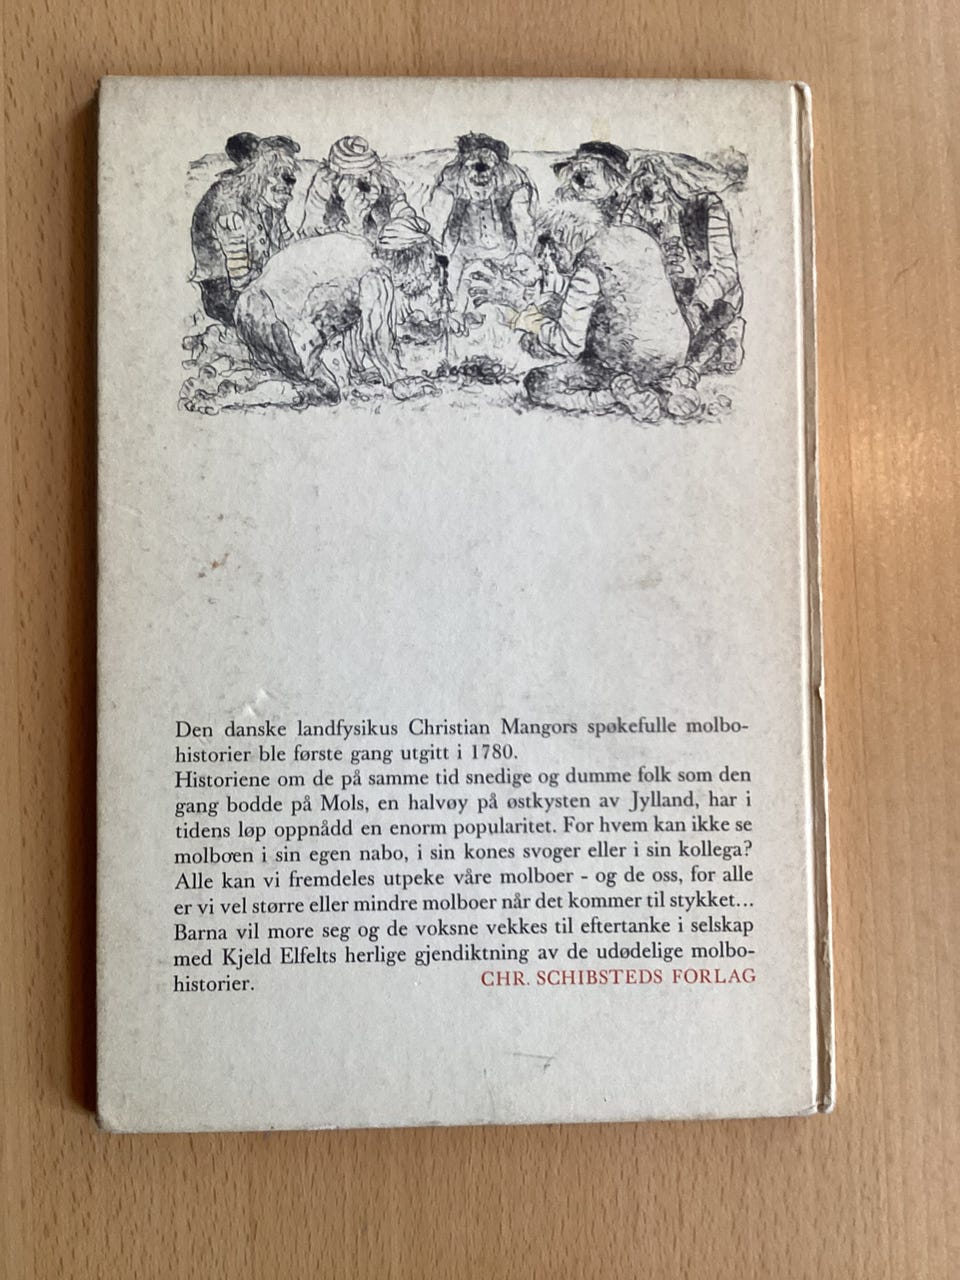 Den danske landfysikus Christian Mangors spøkefulle molbo-
historier ble første gang utgitt i 1780.
Historiene om de på samme tid snedige og dumme folk som den
gang bodde på Mols, en halvøy på østkysten av Jylland, har i
tidens løp oppnådd en enorm popularitet. For hvem kan ikke se
molboen i sin egen nabo, i sin kones svoger eller i sin kollega?
Alle kan vi fremdeles utpeke våre molboer - og de oss, for alle
er vi vel større eller mindre molboer når det kommer til stykket...
Barna vil more seg og de voksne vekkes til eftertanke i selskap
med Kjeld Elfelts herlige gjendiktning av de udødelige molbo-
historier. CHR. SCHIBSTEDS FORLAG